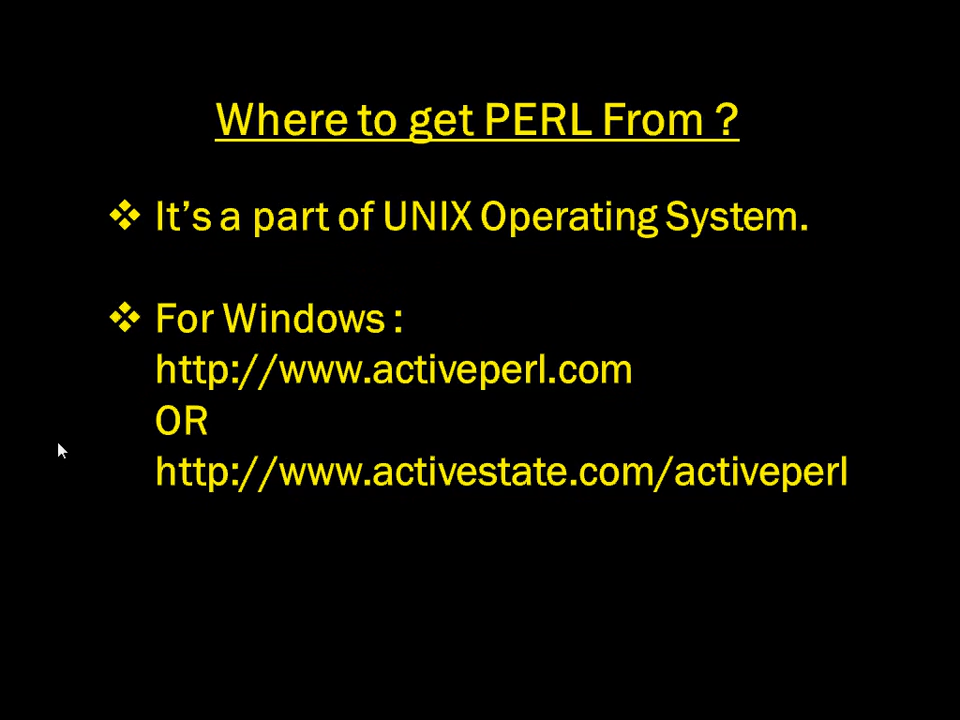 Where to get PERL From ?
❖ It’s a part of UNIX Operating System.
❖ For Windows :
http://www.activeperl.com
OR
http://www.activestate.com/activeperl